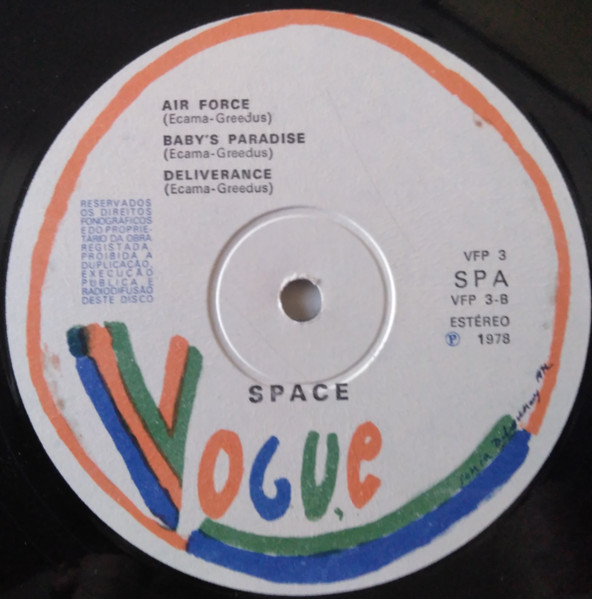 AIR FORCE
(Ecama-Greedus)
BABY'S PARADISE
(Ecama-Greedus)
DELIVERANCE
(Ecama-Greedus)
RESERVADOS
OS DIREITOS
FONOGRÁFICOS
E DO PROPRIE-
TÁRIO DA OBRA
REGISTADA.
PROIBIDA A
DUPLICAÇÃO,
EXECUÇÃO
PÚBLICA E
RADIODIFUSÃO
DESTE DISCO
VFP 3
SPA
VFP 3-B
ESTÉREO
Ⓟ 1978
SPACE
VOGUE